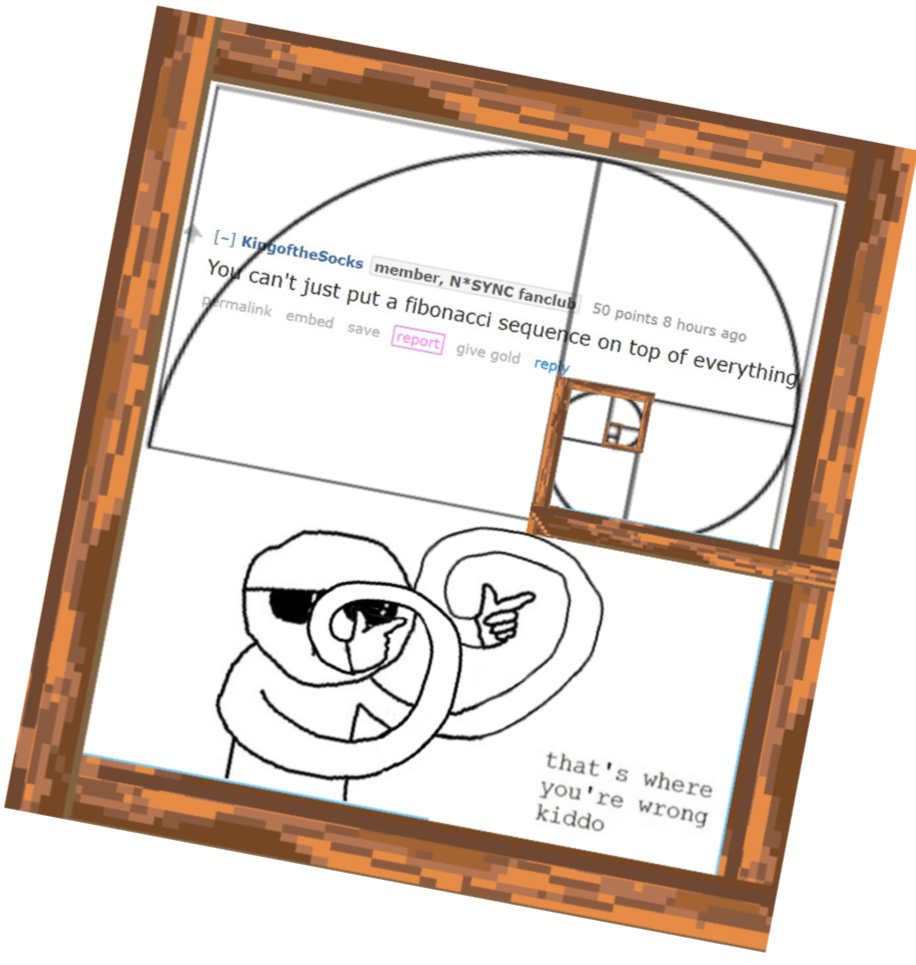 [–] KingoftheSocks member, N*SYNC fanclub 50 points 8 hours ago
You can't just put a fibonacci sequence on top of everything
permalink embed save report give gold reply
that's where
you're wrong
kiddo